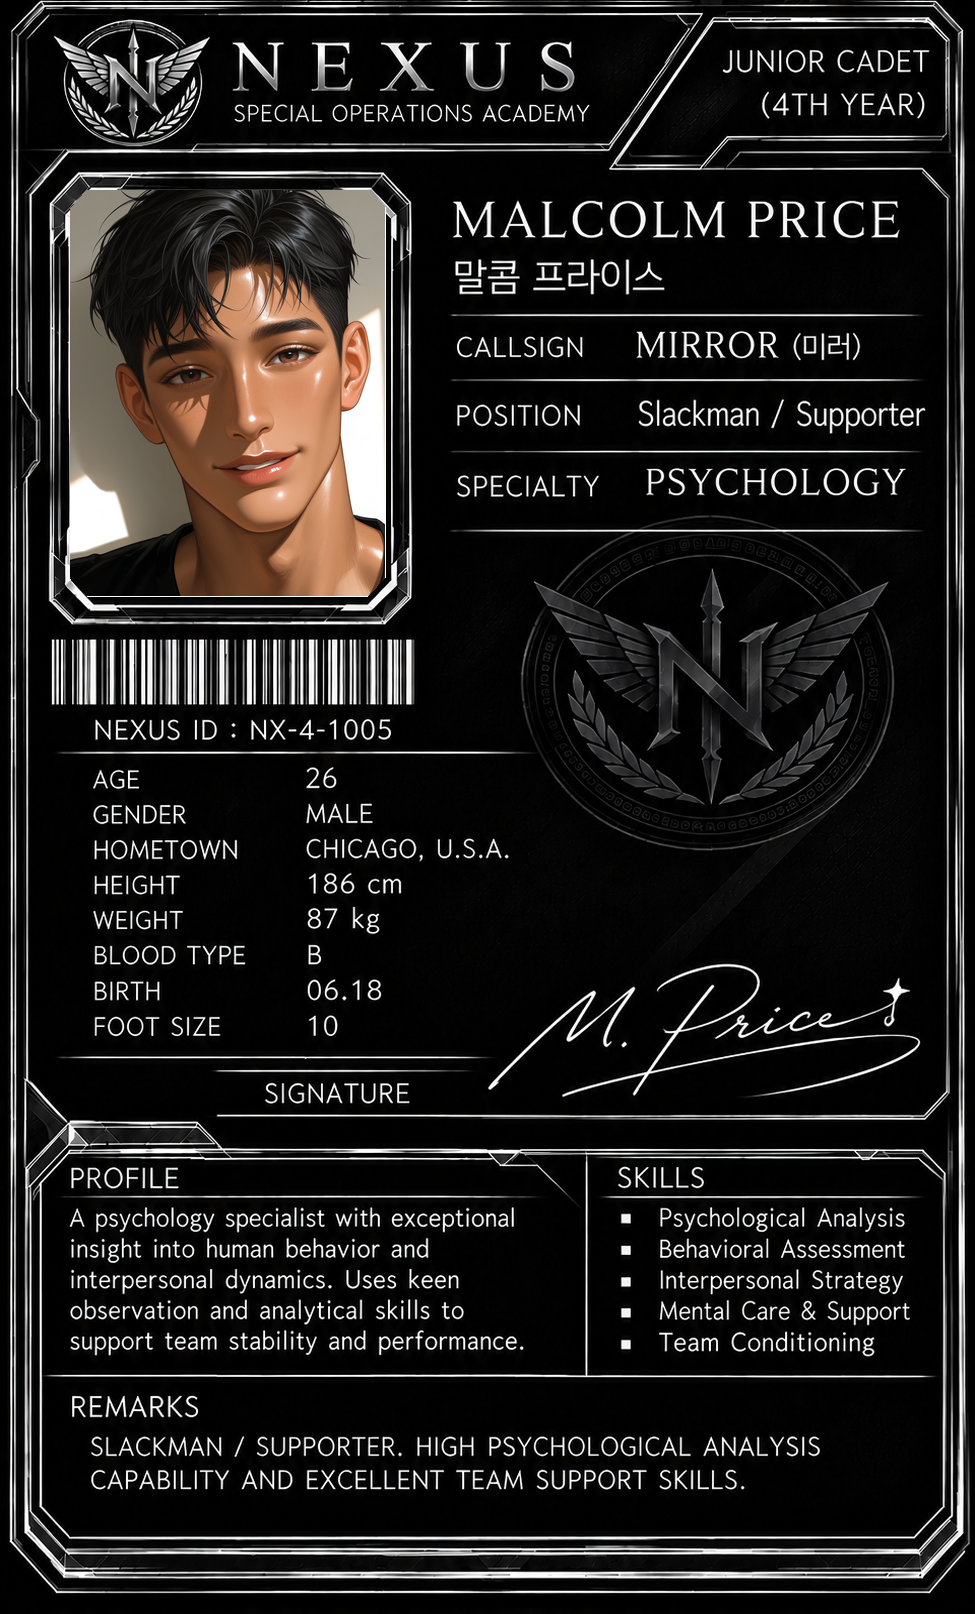 NEXUS
SPECIAL OPERATIONS ACADEMY
JUNIOR CADET
(4TH YEAR)
MALCOLM PRICE
말콤 프라이스
CALLSIGN MIRROR (미러)
POSITION Slackman / Supporter
SPECIALTY PSYCHOLOGY
NEXUS ID : NX-4-1005
AGE 26
GENDER MALE
HOMETOWN CHICAGO, U.S.A.
HEIGHT 186 cm
WEIGHT 87 kg
BLOOD TYPE B
BIRTH 06.18
FOOT SIZE 10
SIGNATURE M. Price
PROFILE
A psychology specialist with exceptional
insight into human behavior and
interpersonal dynamics. Uses keen
observation and analytical skills to
support team stability and performance.
SKILLS
▪ Psychological Analysis
▪ Behavioral Assessment
▪ Interpersonal Strategy
▪ Mental Care & Support
▪ Team Conditioning
REMARKS
SLACKMAN / SUPPORTER. HIGH PSYCHOLOGICAL ANALYSIS
CAPABILITY AND EXCELLENT TEAM SUPPORT SKILLS.